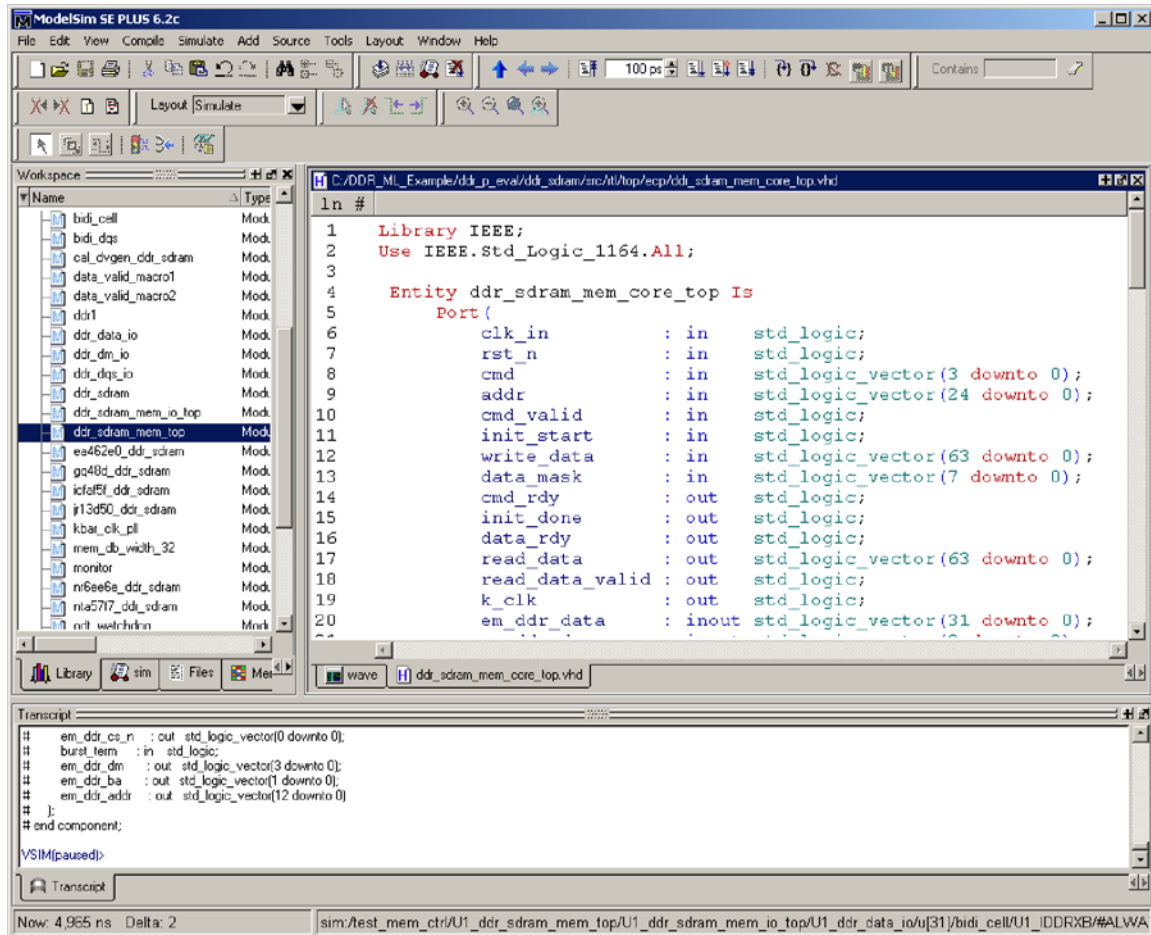 ModelSim SE PLUS 6.2c
File Edit View Compile Simulate Add Source Tools Layout Window Help
100 ps
Contains
Layout Simulate
Workspace
C:/DDR_ML_Example/ddr_p_eval/ddr_sdram/src/rtl/top/ecp/ddr_sdram_mem_core_top.vhd
Name Type
ln #
bidi_cell Modu
bidi_dqs Modu
cal_dvgen_ddr_sdram Modu
data_valid_macro1 Modu
data_valid_macro2 Modu
ddr1 Modu
ddr_data_io Modu
ddr_dm_io Modu
ddr_dqs_io Modu
ddr_sdram Modu
ddr_sdram_mem_io_top Modu
ddr_sdram_mem_top Modu
ea462e0_ddr_sdram Modu
gq48d_ddr_sdram Modu
icfaf5f_ddr_sdram Modu
jr13d50_ddr_sdram Modu
kbar_clk_pll Modu
mem_db_width_32 Modu
monitor Modu
nr6ee6e_ddr_sdram Modu
nta57f7_ddr_sdram Modu
1 Library IEEE;
2 Use IEEE.Std_Logic_1164.All;
3
4 Entity ddr_sdram_mem_core_top Is
5 Port(
6 clk_in : in std_logic;
7 rst_n : in std_logic;
8 cmd : in std_logic_vector(3 downto 0);
9 addr : in std_logic_vector(24 downto 0);
10 cmd_valid : in std_logic;
11 init_start : in std_logic;
12 write_data : in std_logic_vector(63 downto 0);
13 data_mask : in std_logic_vector(7 downto 0);
14 cmd_rdy : out std_logic;
15 init_done : out std_logic;
16 data_rdy : out std_logic;
17 read_data : out std_logic_vector(63 downto 0);
18 read_data_valid : out std_logic;
19 k_clk : out std_logic;
20 em_ddr_data : inout std_logic_vector(31 downto 0);
Library sim Files Me
wave ddr_sdram_mem_core_top.vhd
Transcript
# em_ddr_cs_n : out std_logic_vector(0 downto 0);
# burst_term : in std_logic;
# em_ddr_dm : out std_logic_vector(3 downto 0);
# em_ddr_ba : out std_logic_vector(1 downto 0);
# em_ddr_addr : out std_logic_vector(12 downto 0)
# );
# end component;
VSIM(paused)>
Transcript
Now: 4,965 ns Delta: 2
sim:/test_mem_ctrl/U1_ddr_sdram_mem_top/U1_ddr_sdram_mem_io_top/U1_ddr_data_io/u[31]/bidi_cell/U1_IDDRXB/#ALWA